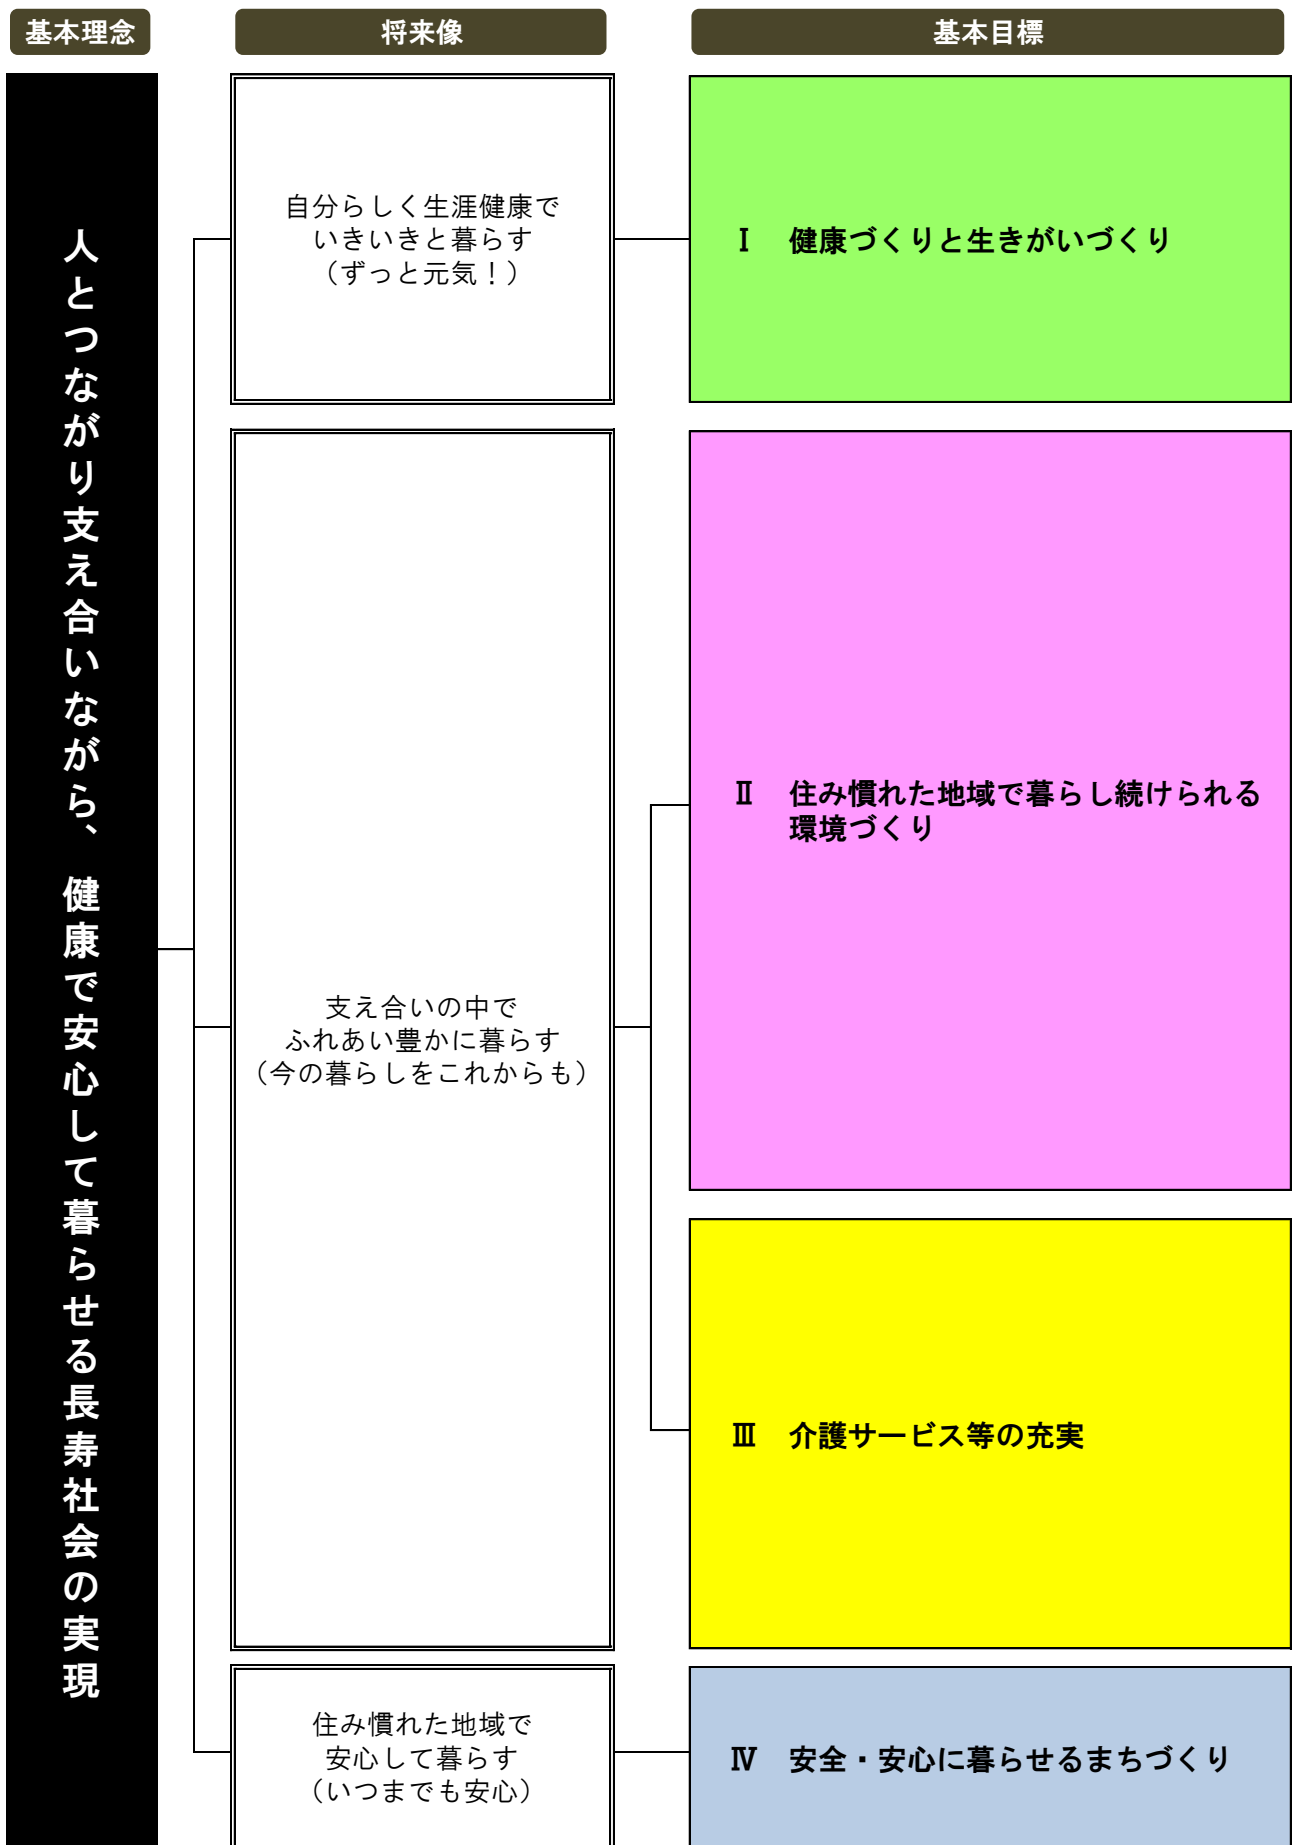 基本理念
将来像
基本目標
人とつながり支え合いながら、健康で安心して暮らせる長寿社会の実現
自分らしく生涯健康で
いきいきと暮らす
（ずっと元気！）
Ⅰ 健康づくりと生きがいづくり
支え合いの中で
ふれあい豊かに暮らす
（今の暮らしをこれからも）
Ⅱ 住み慣れた地域で暮らし続けられる
環境づくり
Ⅲ 介護サービス等の充実
住み慣れた地域で
安心して暮らす
（いつまでも安心）
Ⅳ 安全・安心に暮らせるまちづくり